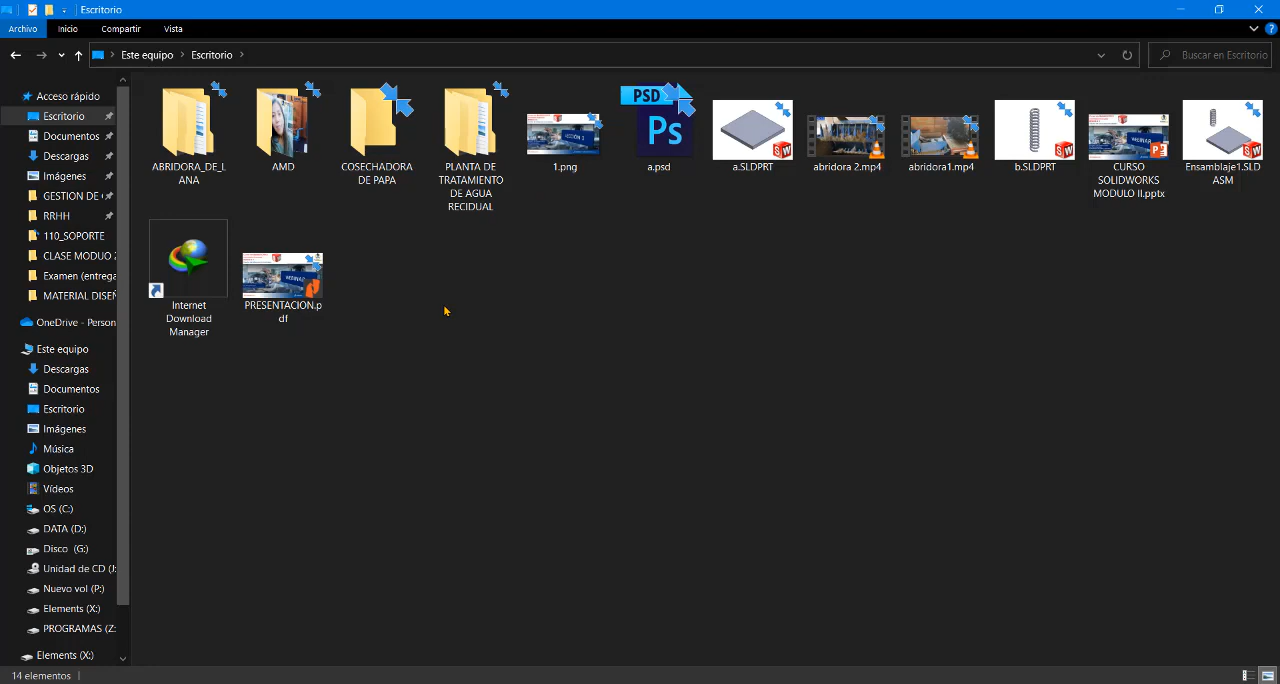 Escritorio
Archivo
Inicio
Compartir
Vista
Este equipo
Escritorio
Buscar en Escritorio
Acceso rápido
Escritorio
Documentos
Descargas
Imágenes
GESTION DE
RRHH
110_SOPORTE
CLASE MODUO 2
Examen (entrega
MATERIAL DISEÑ
OneDrive - Person
Este equipo
Descargas
Documentos
Escritorio
Imágenes
Música
Objetos 3D
Vídeos
OS (C:)
DATA (D:)
Disco (G:)
Unidad de CD (J:
Nuevo vol (P:)
Elements (X:)
PROGRAMAS (Z:
Elements (X:)
ABRIDORA_DE_L
ANA
AMD
COSECHADORA
DE PAPA
PLANTA DE
TRATAMIENTO
DE AGUA
RECIDUAL
1.png
PSD
Ps
a.psd
a.SLDPRT
abridora 2.mp4
abridora1.mp4
b.SLDPRT
CURSO
SOLIDWORKS
MODULO II.pptx
Ensamblaje1.SLD
ASM
Internet
Download
Manager
WEBINAR
PRESENTACION.p
df
14 elementos